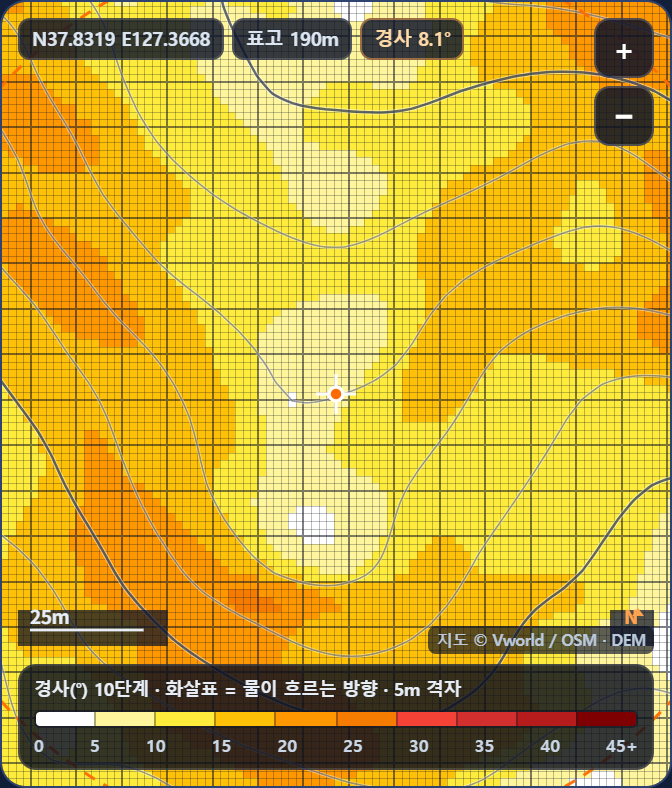 N37.8319 E127.3668
표고 190m
경사 8.1°
+
−
25m
N
지도 © Vworld / OSM · DEM
경사(°) 10단계 · 화살표 = 물이 흐르는 방향 · 5m 격자
0 5 10 15 20 25 30 35 40 45+